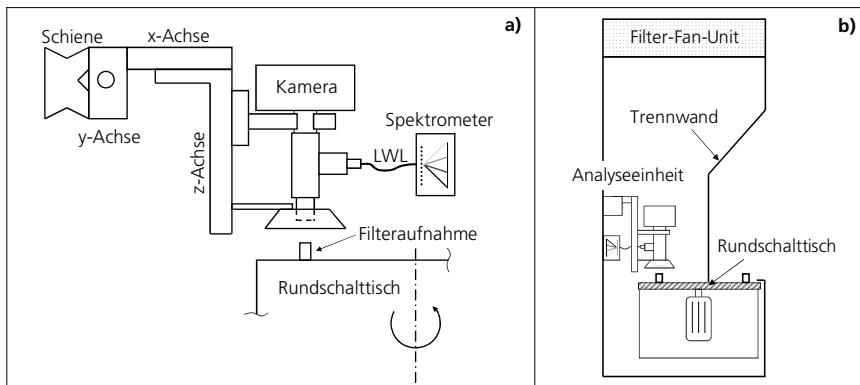 a)
Schiene
x-Achse
Kamera
Spektrometer
y-Achse
z-Achse
LWL
Filteraufnahme
Rundschalttisch
b)
Filter-Fan-Unit
Trennwand
Analyseeinheit
Rundschalttisch